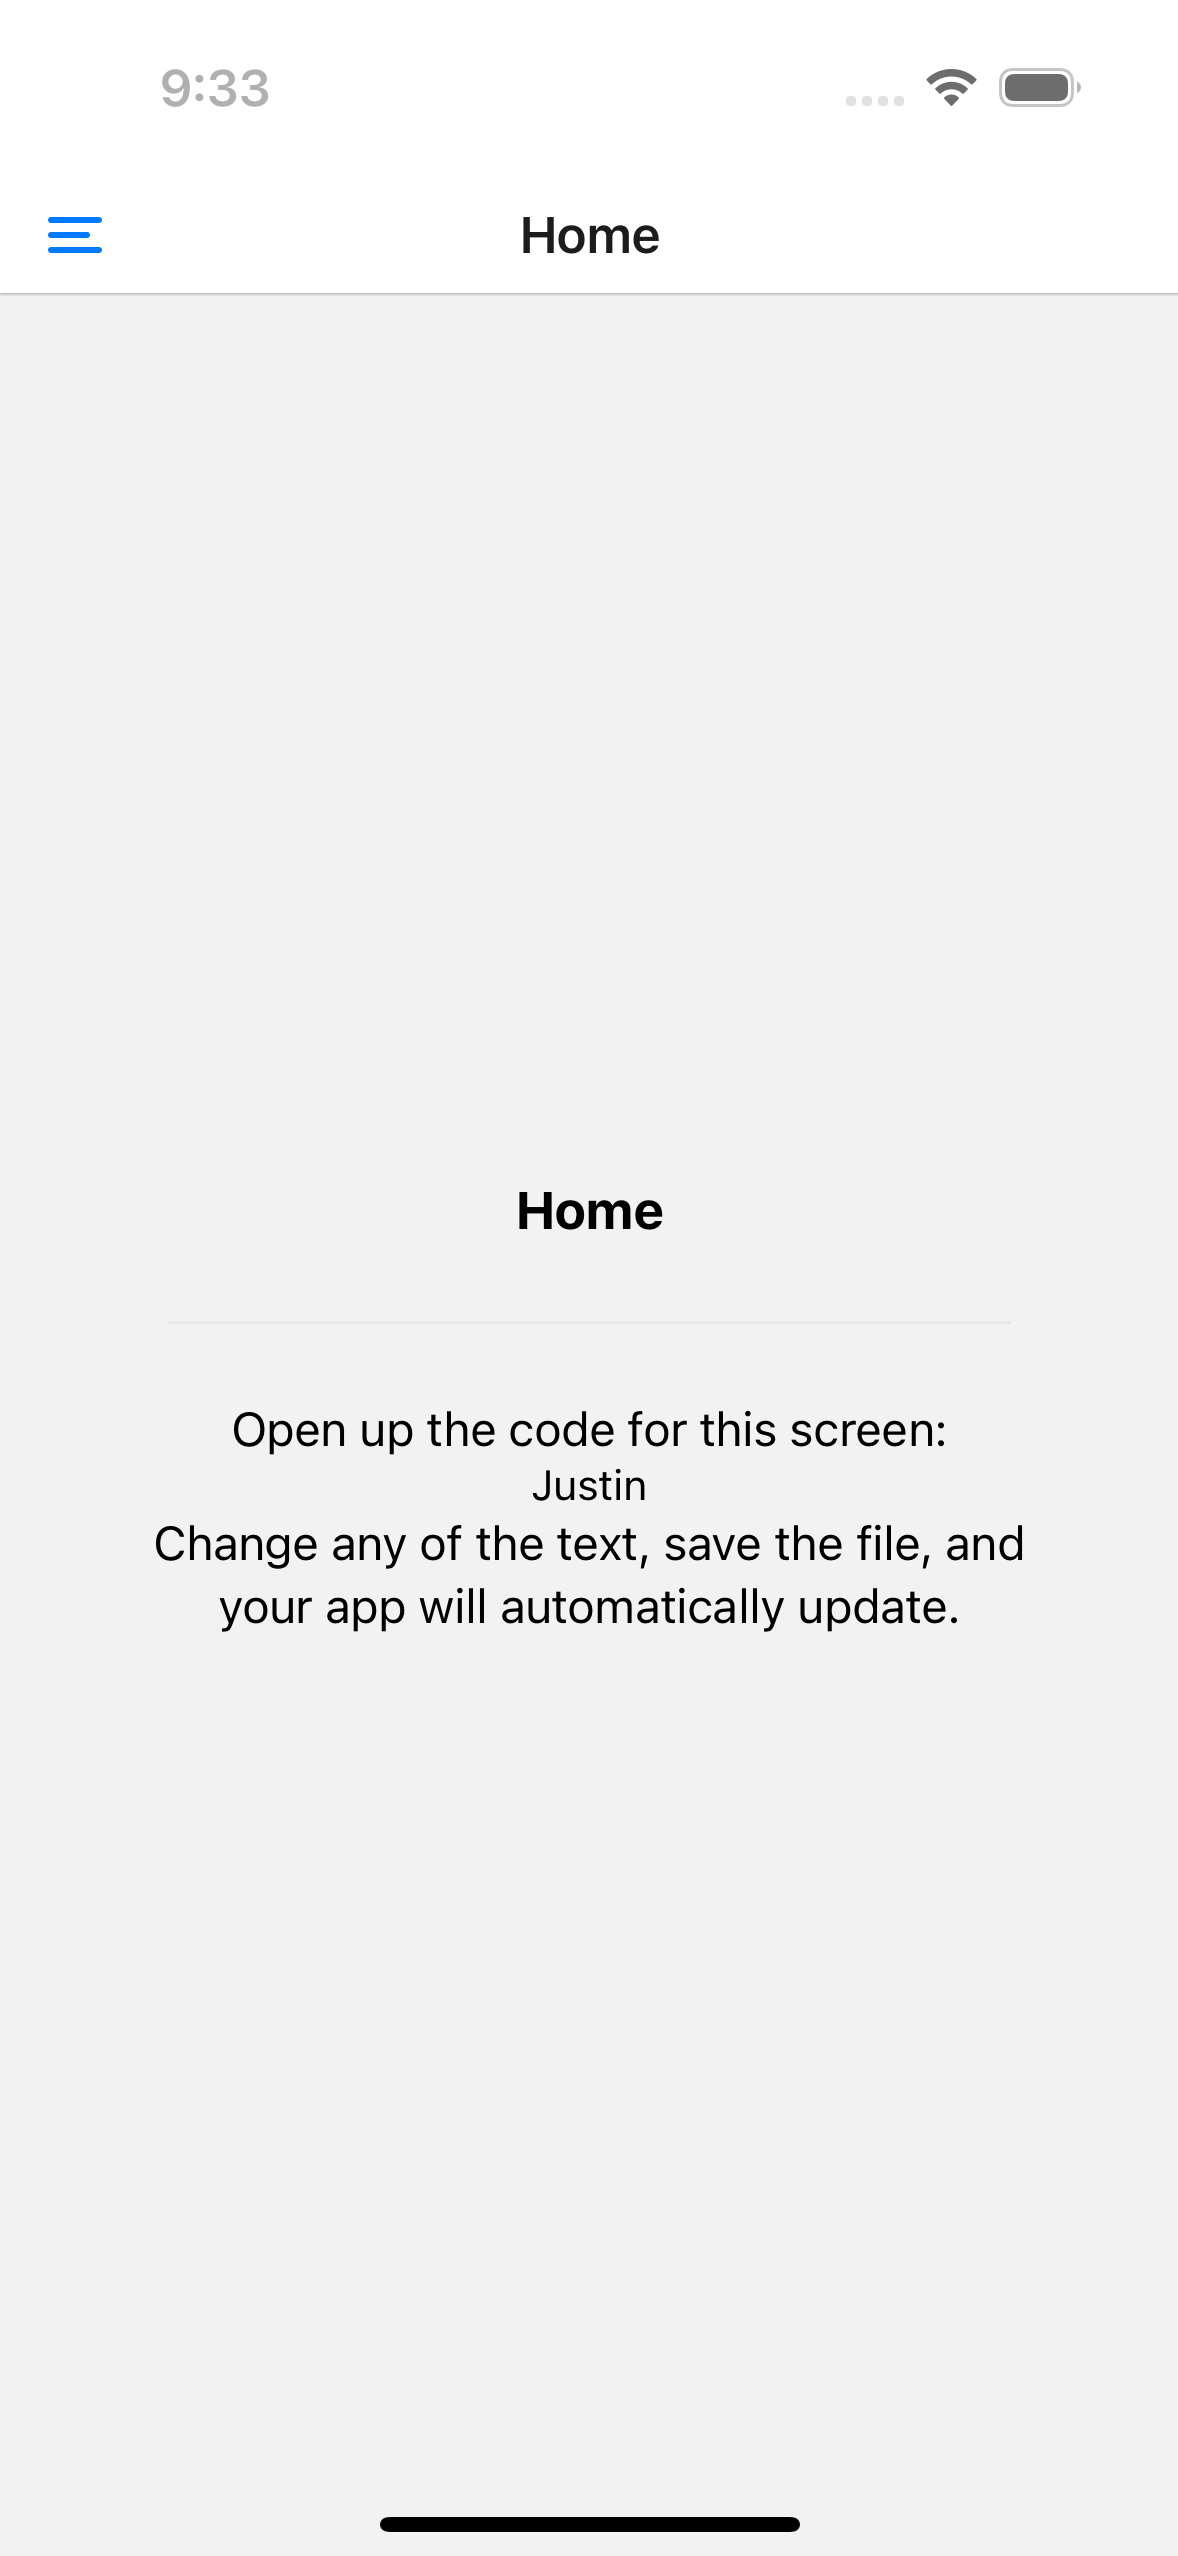 9:33
Home
Home
Open up the code for this screen:
Justin
Change any of the text, save the file, and
your app will automatically update.